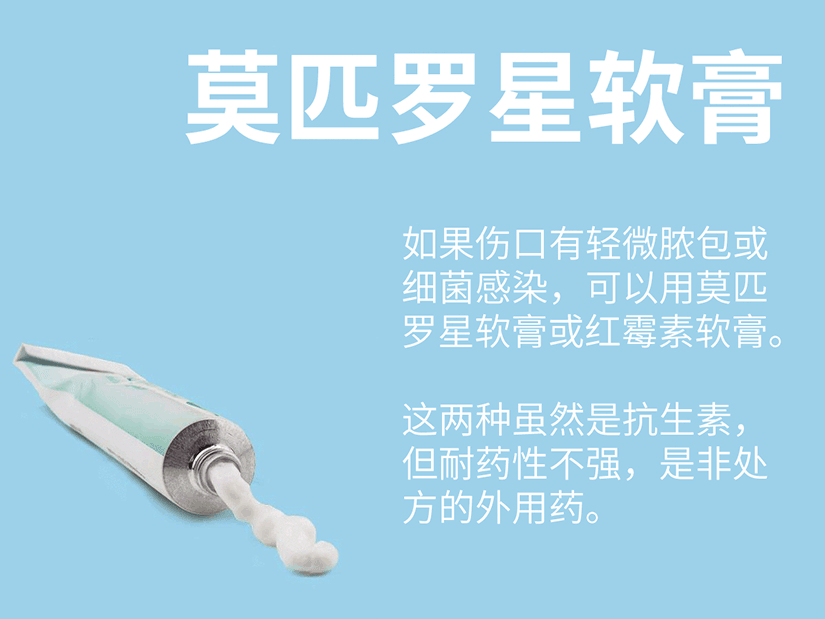 莫匹罗星软膏
如果伤口有轻微脓包或
细菌感染，可以用莫匹
罗星软膏或红霉素软膏。
这两种虽然是抗生素，
但耐药性不强，是非处
方的外用药。